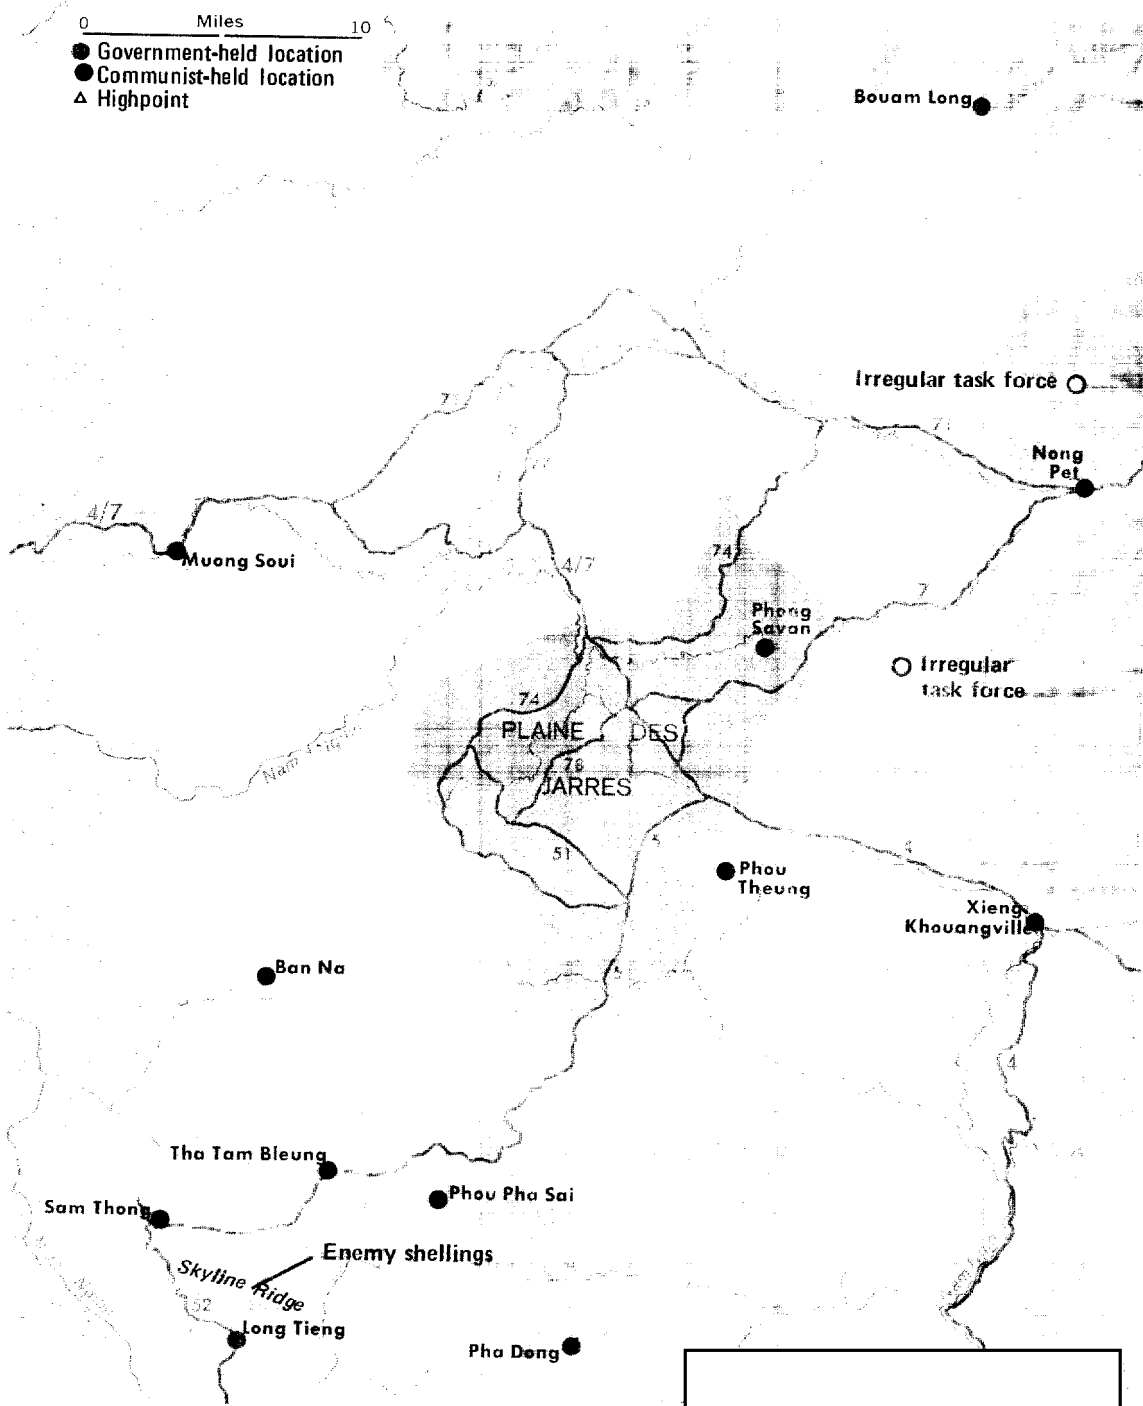 0 Miles 10
Government-held location
Communist-held location
Highpoint
Bouam Long
Irregular task force
71
7
Nong
Pet
4/7
Muong Soui
4/7
74
7
Phong
Savan
Irregular
task force
74
PLAINE DES
78
JARRES
51
5
4
Phou
Theung
Xieng
Khouangville
Ban Na
5
4
Tha Tam Bleung
Phou Pha Sai
Sam Thong
Enemy shellings
Skyline Ridge
52
Long Tieng
Pha Dong